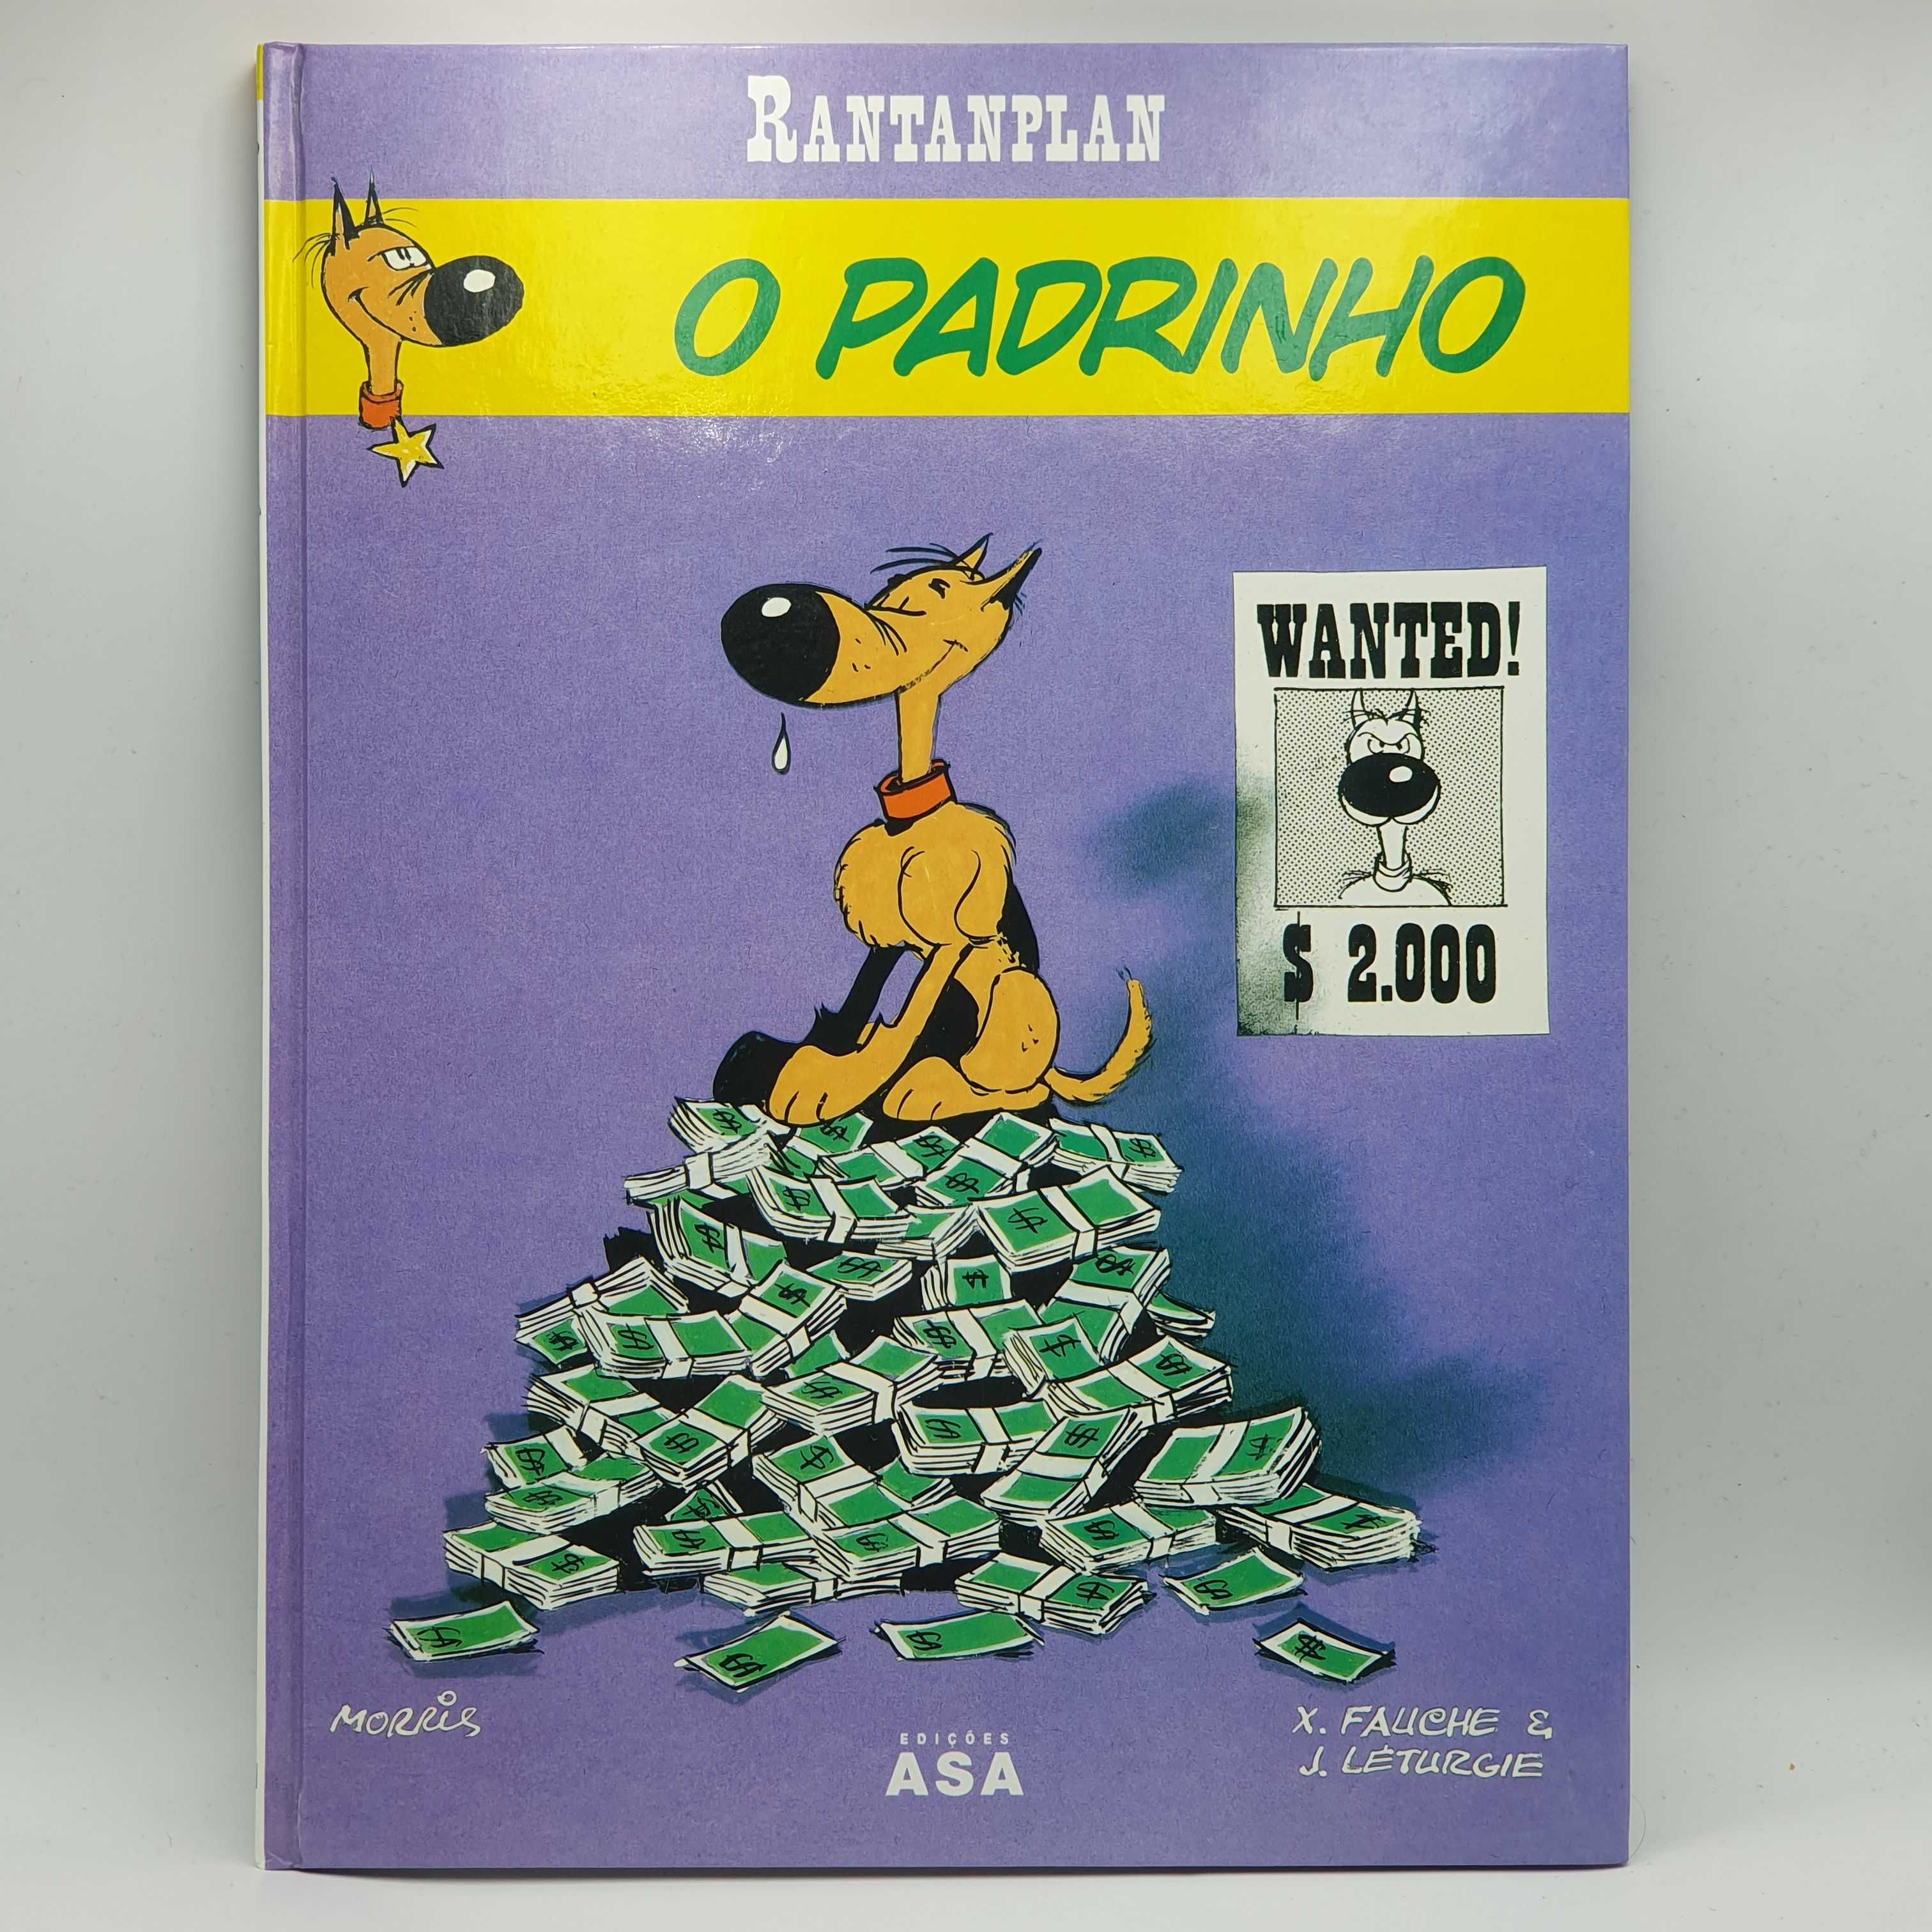 RANTANPLAN
O PADRINHO
WANTED!
$ 2.000
MORRIS
EDIÇÕES
ASA
X. FAUCHE &
J. LÉTURGIE